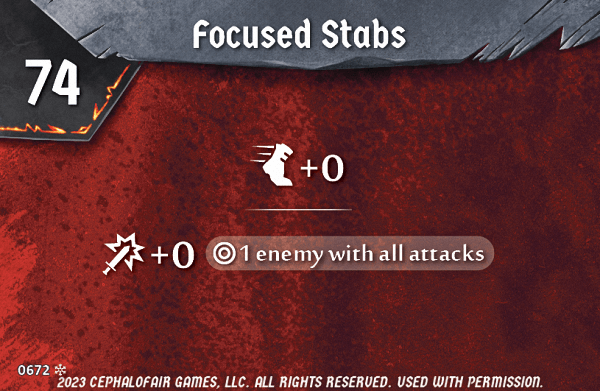 Focused Stabs
74
+0
+0 1 enemy with all attacks
0672
2023 CEPHALOFAIR GAMES, LLC. ALL RIGHTS RESERVED. USED WITH PERMISSION.